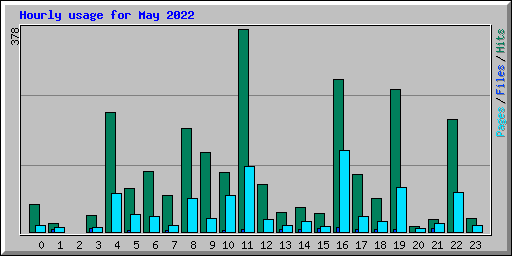 Hourly usage for May 2022
378
Pages / Files / Hits
0 1 2 3 4 5 6 7 8 9 10 11 12 13 14 15 16 17 18 19 20 21 22 23